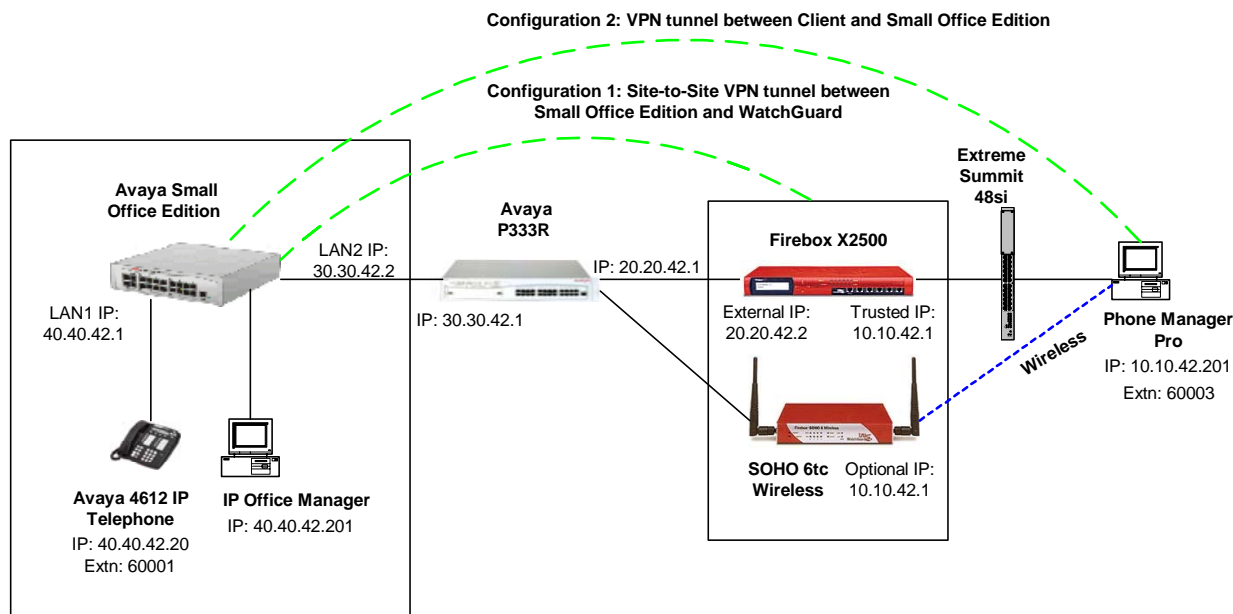 Configuration 2: VPN tunnel between Client and Small Office Edition
Configuration 1: Site-to-Site VPN tunnel between
Small Office Edition and WatchGuard
Avaya Small
Office Edition
LAN2 IP:
30.30.42.2
LAN1 IP:
40.40.42.1
Avaya 4612 IP
Telephone
IP: 40.40.42.20
Extn: 60001
IP Office Manager
IP: 40.40.42.201
Avaya
P333R
IP: 30.30.42.1
IP: 20.20.42.1
Firebox X2500
External IP:
20.20.42.2
Trusted IP:
10.10.42.1
SOHO 6tc
Wireless
Optional IP:
10.10.42.1
Extreme
Summit
48si
Wireless
Phone Manager
Pro
IP: 10.10.42.201
Extn: 60003